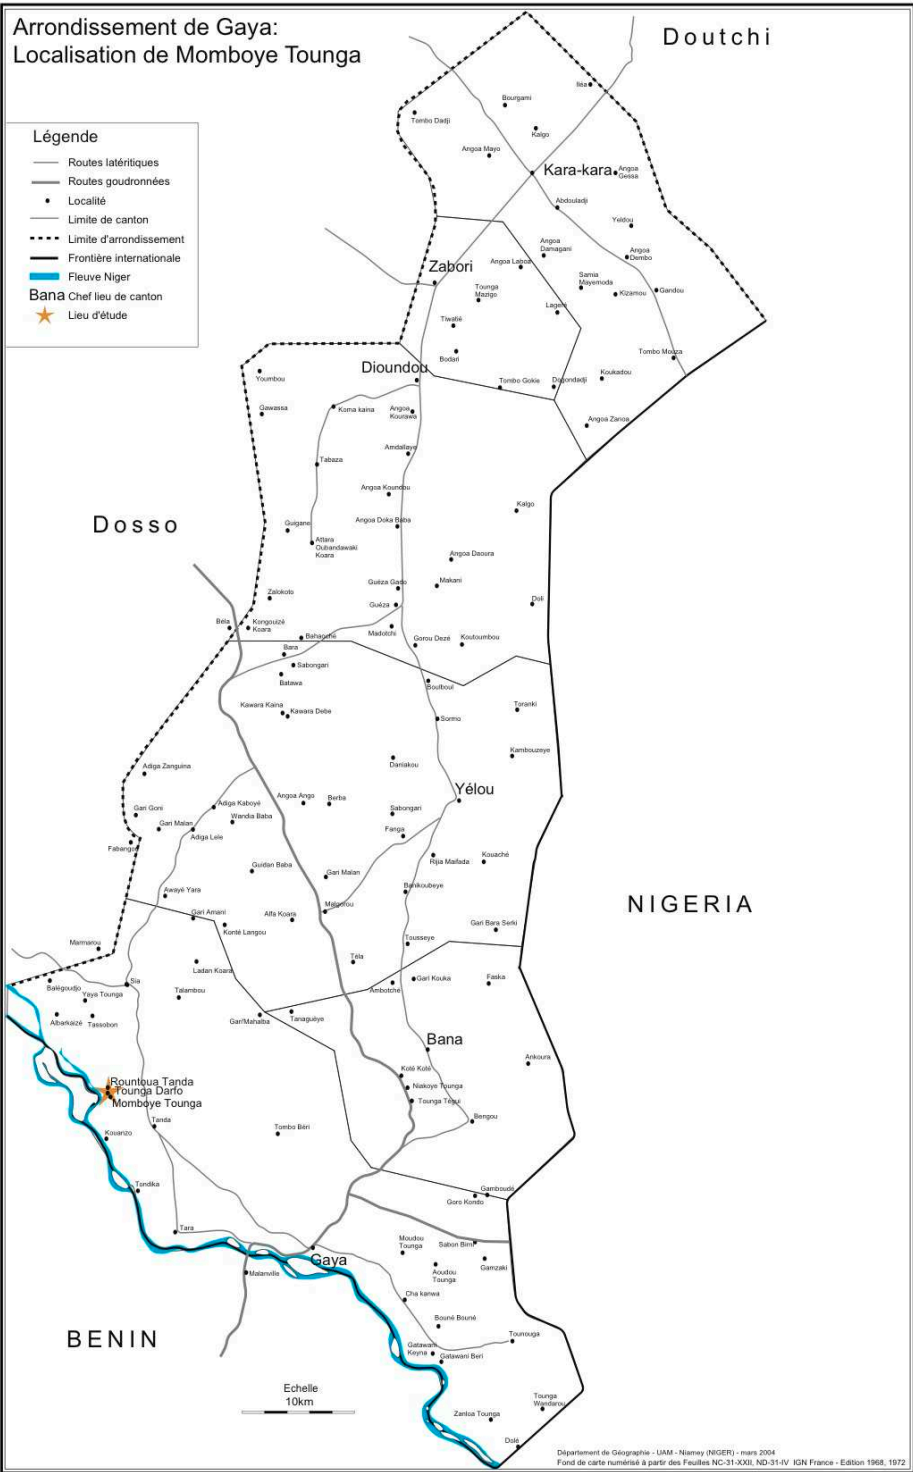 Arrondissement de Gaya:
Localisation de Momboye Tounga
Doutchi
Légende
Routes latéritiques
Routes goudronnées
Localité
Limite de canton
Limite d'arrondissement
Frontière internationale
Fleuve Niger
Bana Chef lieu de canton
Lieu d'étude
Iléa
Bourgami
Tombo Dadji
Kalgo
Angoa Mayo
Kara-kara
Angoa
Gessa
Abdouladji
Yeldou
Angoa
Damagani
Angoa
Dembo
Zabori
Angoa Laboz
Samia
Mayemoda
Tounga
Mazigo
Kizamou
Gandou
Lageré
Tiwatié
Bodari
Tombo Mouza
Dioundou
Youmbou
Tombo Gokie
Dogondadji
Koukadou
Gawassa
Koma kaina
Angoa
Kourawa
Angoa Zanoa
Amdallaye
Tabaza
Angoa Koundou
Kalgo
Dosso
Guigane
Angoa Doka Baba
Attara
Oubandawaki
Koara
Angoa Daoura
Guéza Gado
Makani
Zalokoto
Guéza
Doli
Béla
Kongouizé
Koara
Madotchi
Bahaoché
Gorou Dezé
Koutoumbou
Bara
Sabongari
Batawa
Boulboul
Kawara Kaina
Kawara Debe
Toranki
Sormo
Kambouzeye
Daniakou
Adiga Zanguina
Yélou
Angoa Ango
Berba
Adiga Kaboyé
Gari Goni
Sabongari
Wandia Baba
Gari Malan
Fanga
Adiga Lele
Fabangou
Rijia Maifada
Kouaché
Guidan Baba
Gari Malan
Awayé Yara
Banikoubeye
NIGERIA
Gari Amani
Alfa Koara
Malgorou
Konté Langou
Gari Bara Serki
Marmarou
Tousseye
Téla
Ladan Koara
Sia
Gari Kouka
Faska
Balégoudjo
Yeya Tounga
Talambou
Ambotché
Albarkaizé
Tassobon
Gari'Mahalba
Tanaguéye
Bana
Ankoura
Koté Koté
Rountoua Tanda
Tounga Darfo
Momboye Tounga
Niakoye Tounga
Tounga Tégui
Tanda
Bengou
Kouanzo
Tombo Béri
Tondika
Gamboudé
Goro Kondo
Tara
Moudou
Tounga
Sabon Birni
Gaya
Malanville
Aoudou
Tounga
Gamzaki
Cha kanwa
BENIN
Bouné Bouné
Tounouga
Gatawani
Keyna
Gatawani Beri
Echelle
10km
Tounga
Wandarou
Zanloa Tounga
Dolé
Département de Géographie - UAM - Niamey (NIGER) - mars 2004
Fond de carte numérisé à partir des Feuilles NC-31-XXII, ND-31-IV IGN France - Edition 1968, 1972